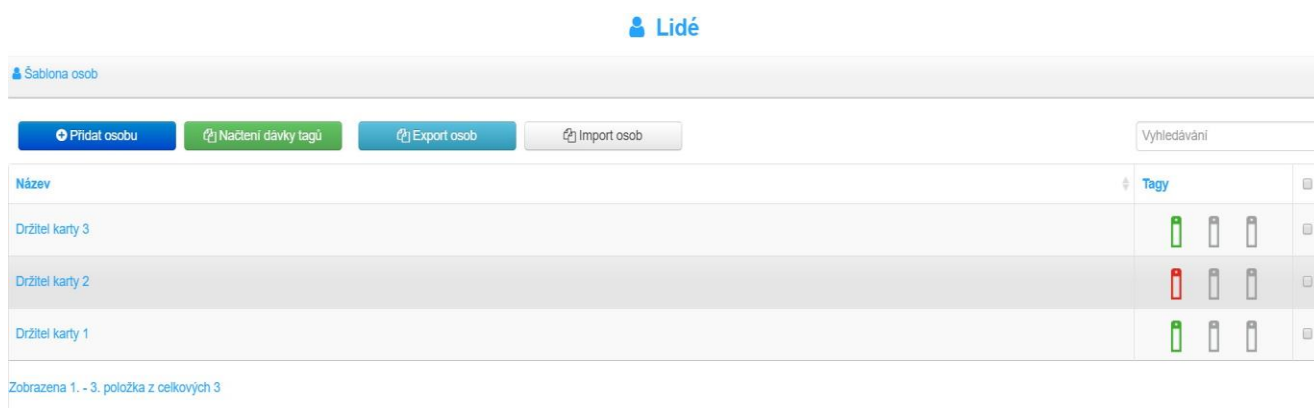 Lidé
Šablona osob
Přidat osobu Načtení dávky tagů Export osob Import osob Vyhledávání
Název Tagy
Držitel karty 3
Držitel karty 2
Držitel karty 1
Zobrazena 1. - 3. položka z celkových 3